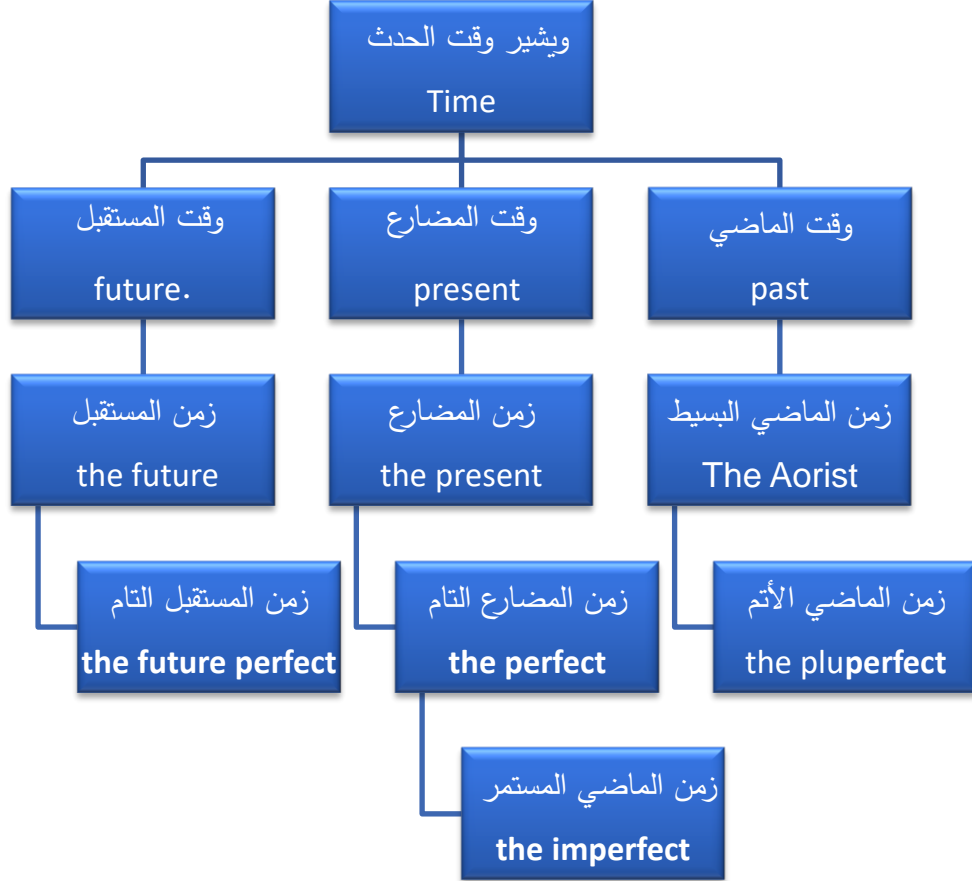 ويشير وقت الحدث
Time
وقت المستقبل
future.
وقت المضارع
present
وقت الماضي
past
زمن المستقبل
the future
زمن المضارع
the present
زمن الماضي البسيط
The Aorist
زمن المستقبل التام
the future perfect
زمن المضارع التام
the perfect
زمن الماضي الأتم
the pluperfect
زمن الماضي المستمر
the imperfect